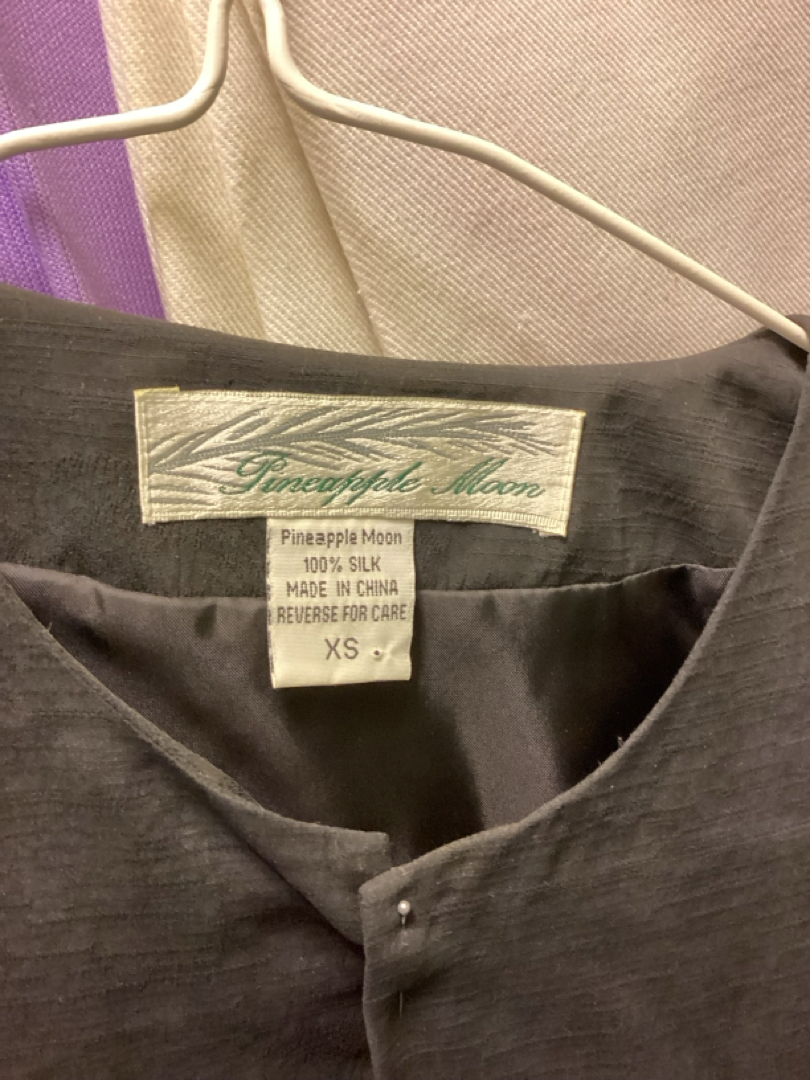 Pineapple Moon
Pineapple Moon
100% SILK
MADE IN CHINA
REVERSE FOR CARE
XS